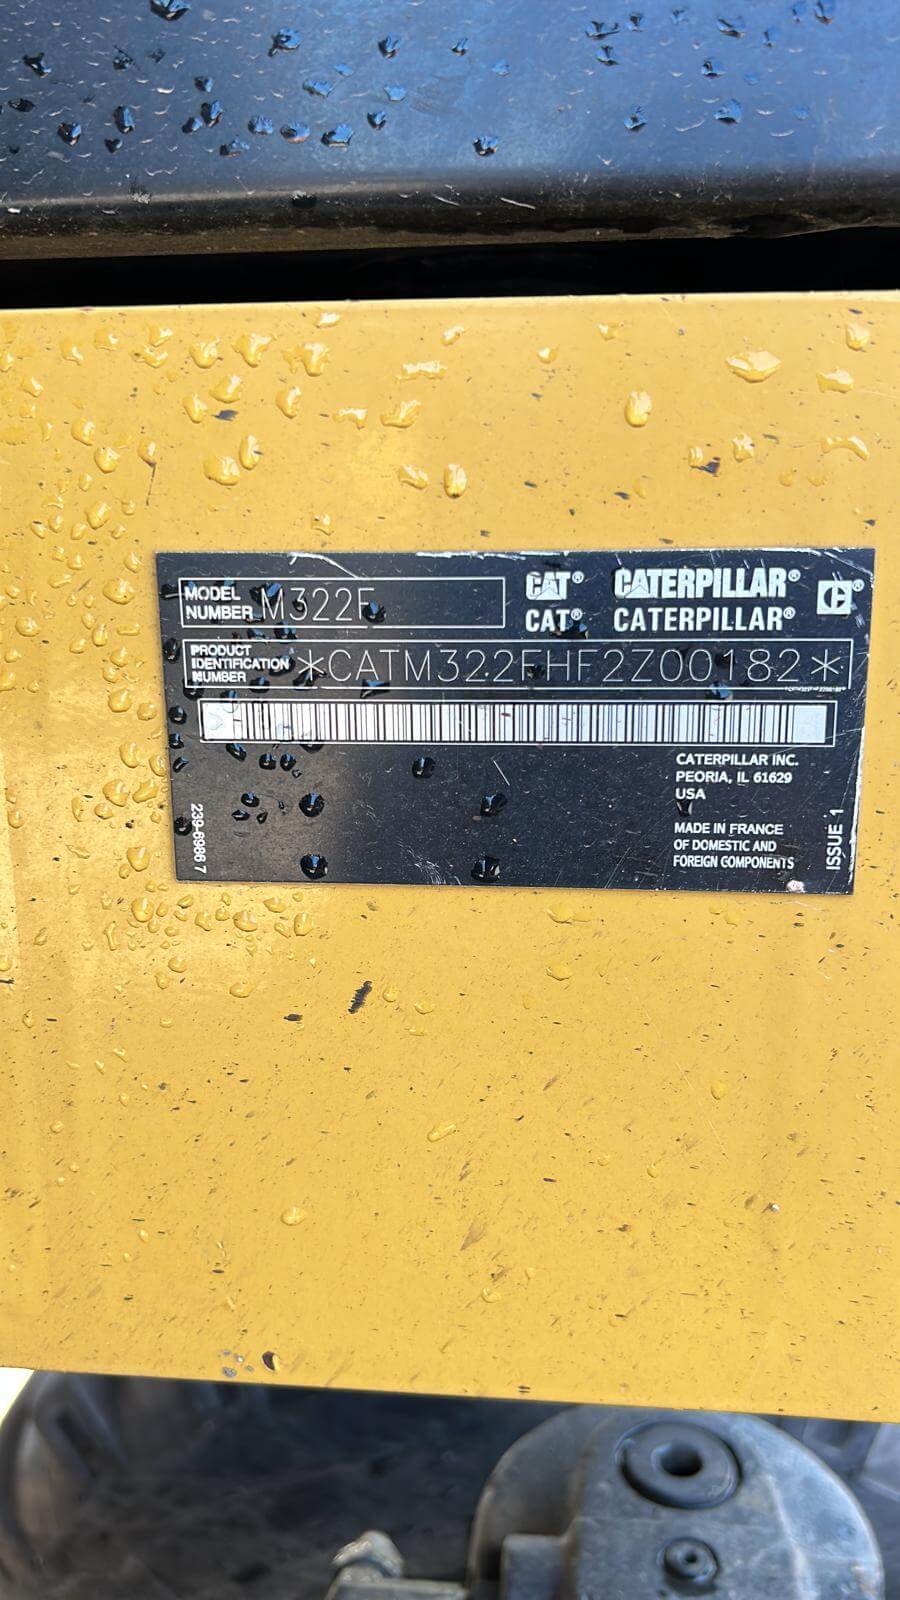 MODEL NUMBER M322F
CAT® CATERPILLAR®
CAT® CATERPILLAR®
PRODUCT IDENTIFICATION NUMBER *CATM322FHF2Z00182*
CATERPILLAR INC.
PEORIA, IL 61629
USA
MADE IN FRANCE
OF DOMESTIC AND
FOREIGN COMPONENTS
239-6986 7
ISSUE 1